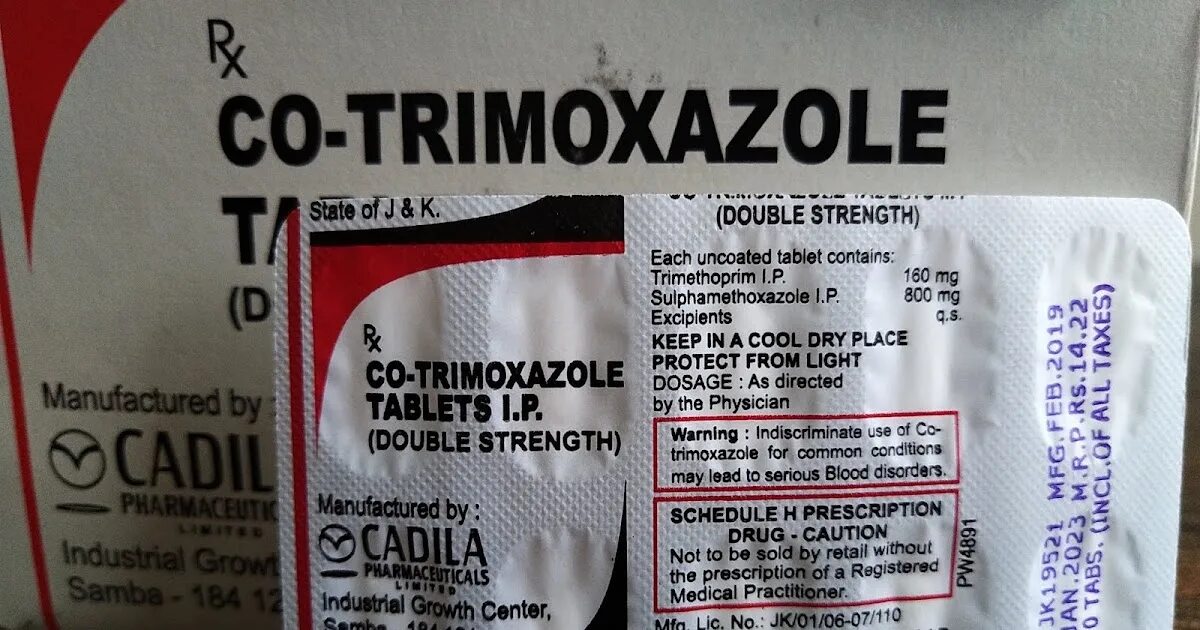 Rx
CO-TRIMOXAZOLE
Manufactured by
PHARMACEUTIC
LIMITED
Samba - 184
State of J & K.
Rx
CO-TRIMOXAZOLE
TABLETS I.P.
(DOUBLE STRENGTH)
Manufactured by :
CADILA
PHARMACEUTICALS
LIMITED
Industrial Growth Center,
(DOUBLE STRENGTH)
Each uncoated tablet contains:
Trimethoprim I.P. 160 mg
Sulphamethoxazole I.P. 800 mg
Excipients q.s.
KEEP IN A COOL DRY PLACE
PROTECT FROM LIGHT
DOSAGE : As directed
by the Physician
Warning : Indiscriminate use of Co-
trimoxazole for common conditions
may lead to serious Blood disorders.
SCHEDULE H PRESCRIPTION
DRUG - CAUTION
Not to be sold by retail without
the prescription of a Registered
Medical Practitioner.
Mfg. Lic. No.: JK/01/06-07/110
PW4891
JK19521 MFG.FEB.2019
AN.2023 M.R.P.Rs.14.22
0 TABS. (INCL.OF ALL TAXES)